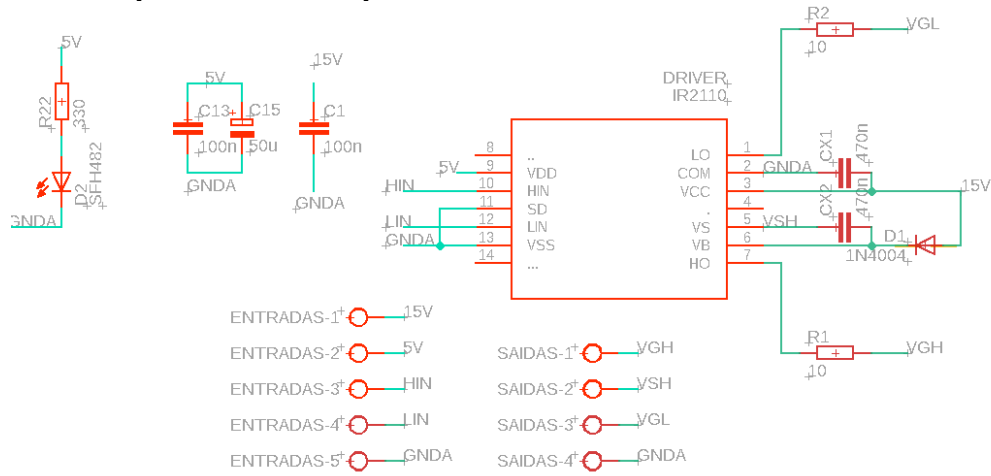 R2
VGL
10
5V
R22
330
D2
SFH482
GNDA
5V
C13
C15
100n
50u
GNDA
15V
C1
100n
GNDA
DRIVER
IR2110
8
..
9
VDD
5V
10
HIN
HIN
11
SD
12
LIN
LIN
13
VSS
GNDA
14
...
LO
1
COM
2
GNDA
VCC
3
.
4
VS
5
VSH
VB
6
HO
7
CX1
470n
CX2
470n
15V
D1
1N4004
R1
VGH
10
ENTRADAS-1
15V
ENTRADAS-2
5V
ENTRADAS-3
HIN
ENTRADAS-4
LIN
ENTRADAS-5
GNDA
SAIDAS-1
VGH
SAIDAS-2
VSH
SAIDAS-3
VGL
SAIDAS-4
GNDA